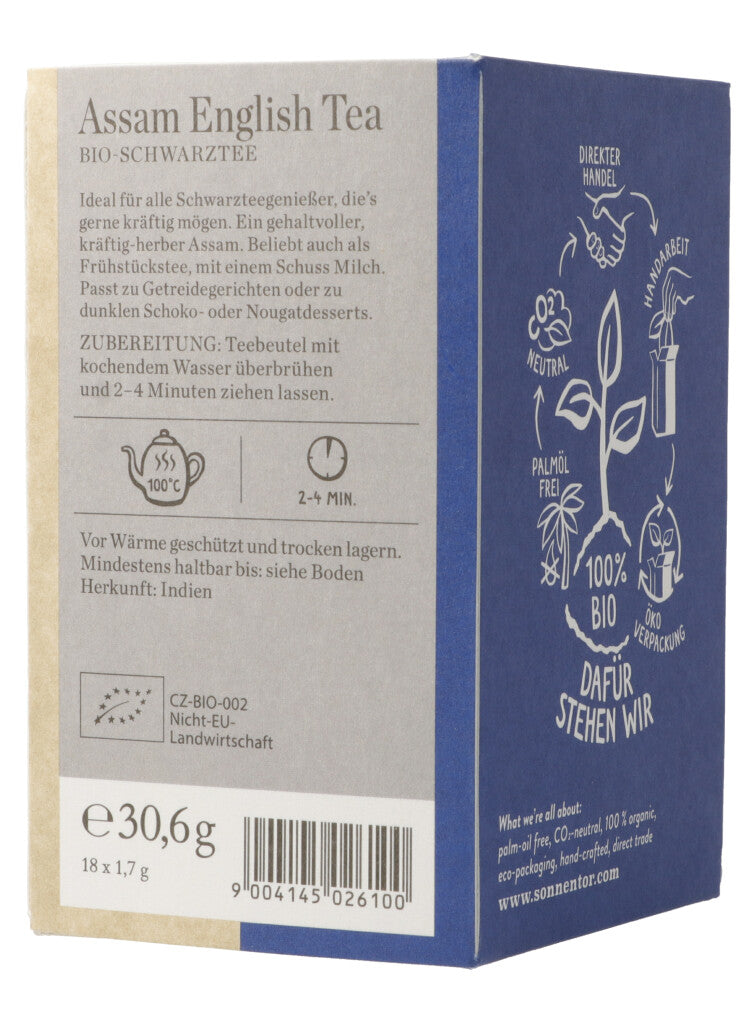 Assam English Tea
BIO-SCHWARZTEE
Ideal für alle Schwarzteegenießer, die's
gerne kräftig mögen. Ein gehaltvoller,
kräftig-herber Assam. Beliebt auch als
Frühstückstee, mit einem Schuss Milch.
Passt zu Getreidegerichten oder zu
dunklen Schoko- oder Nougatdesserts.
ZUBEREITUNG: Teebeutel mit
kochendem Wasser überbrühen
und 2–4 Minuten ziehen lassen.
100°C
2-4 MIN.
Vor Wärme geschützt und trocken lagern.
Mindestens haltbar bis: siehe Boden
Herkunft: Indien
CZ-BIO-002
Nicht-EU-
Landwirtschaft
℮30,6g
18 x 1,7 g
9 004145 026100
DIREKTER
HANDEL
HANDARBEIT
CO2
NEUTRAL
PALMÖL
FREI
ÖKO
VERPACKUNG
100%
BIO
DAFÜR
STEHEN WIR
What we're all about:
palm-oil free, CO₂-neutral, 100 % organic,
eco-packaging, hand-crafted, direct trade
www.sonnentor.com